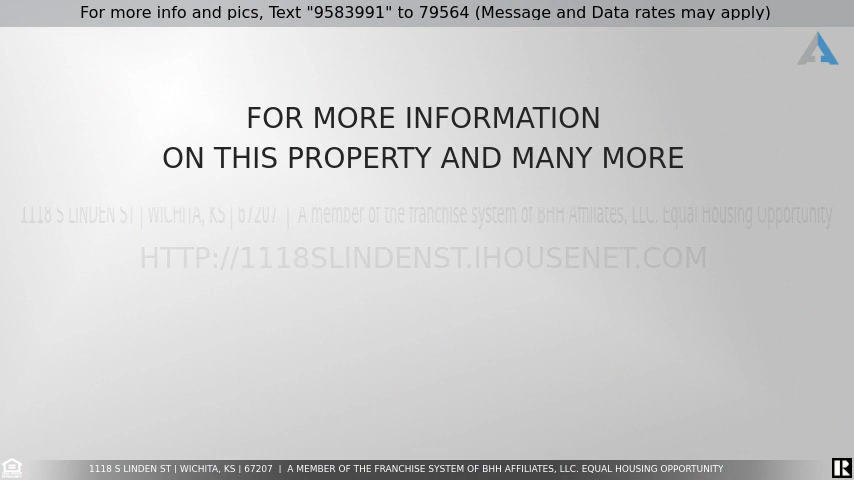 For more info and pics, Text "9583991" to 79564 (Message and Data rates may apply)
FOR MORE INFORMATION
ON THIS PROPERTY AND MANY MORE
1118 S LINDEN ST | WICHITA, KS | 67207 | A member of the franchise system of BHH Affiliates, LLC. Equal Housing Opportunity
HTTP://1118SLINDENST.IHOUSENET.COM
1118 S LINDEN ST | WICHITA, KS | 67207 | A MEMBER OF THE FRANCHISE SYSTEM OF BHH AFFILIATES, LLC. EQUAL HOUSING OPPORTUNITY